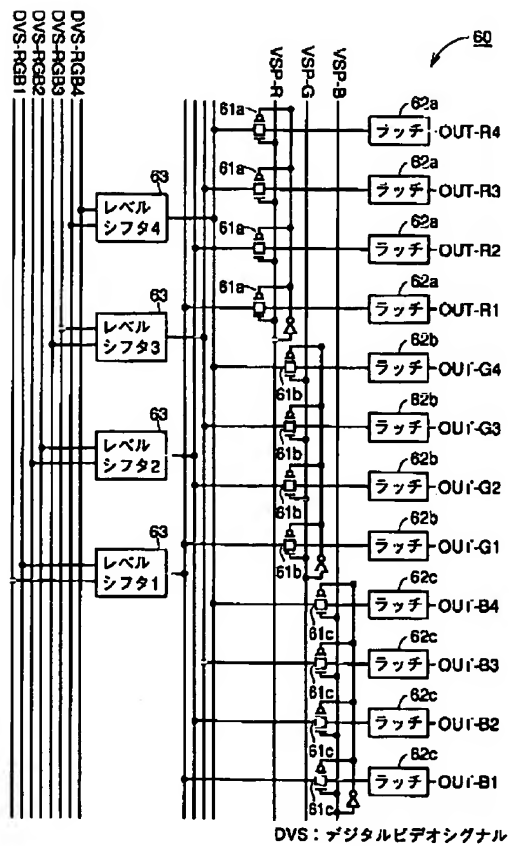 DVS-RGB1
DVS-RGB2
DVS-RGB3
DVS-RGB4
VSP-R
VSP-G
VSP-B
60
61a
62a
ラッチ
OUT-R4
61a
62a
ラッチ
OUT-R3
63
レベル
シフタ4
61a
62a
ラッチ
OUT-R2
61a
62a
ラッチ
OUT-R1
63
レベル
シフタ3
61b
62b
ラッチ
OUT-G4
61b
62b
ラッチ
OUT-G3
63
レベル
シフタ2
61b
62b
ラッチ
OUT-G2
61b
62b
ラッチ
OUT-G1
63
レベル
シフタ1
61c
62c
ラッチ
OUT-B4
61c
62c
ラッチ
OUT-B3
61c
62c
ラッチ
OUT-B2
61c
62c
ラッチ
OUT-B1
DVS：デジタルビデオシグナル